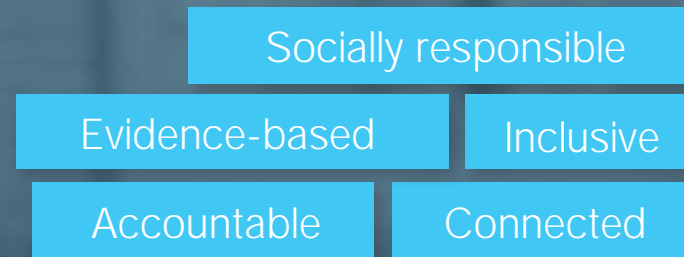 Socially responsible
Evidence-based Inclusive
Accountable Connected